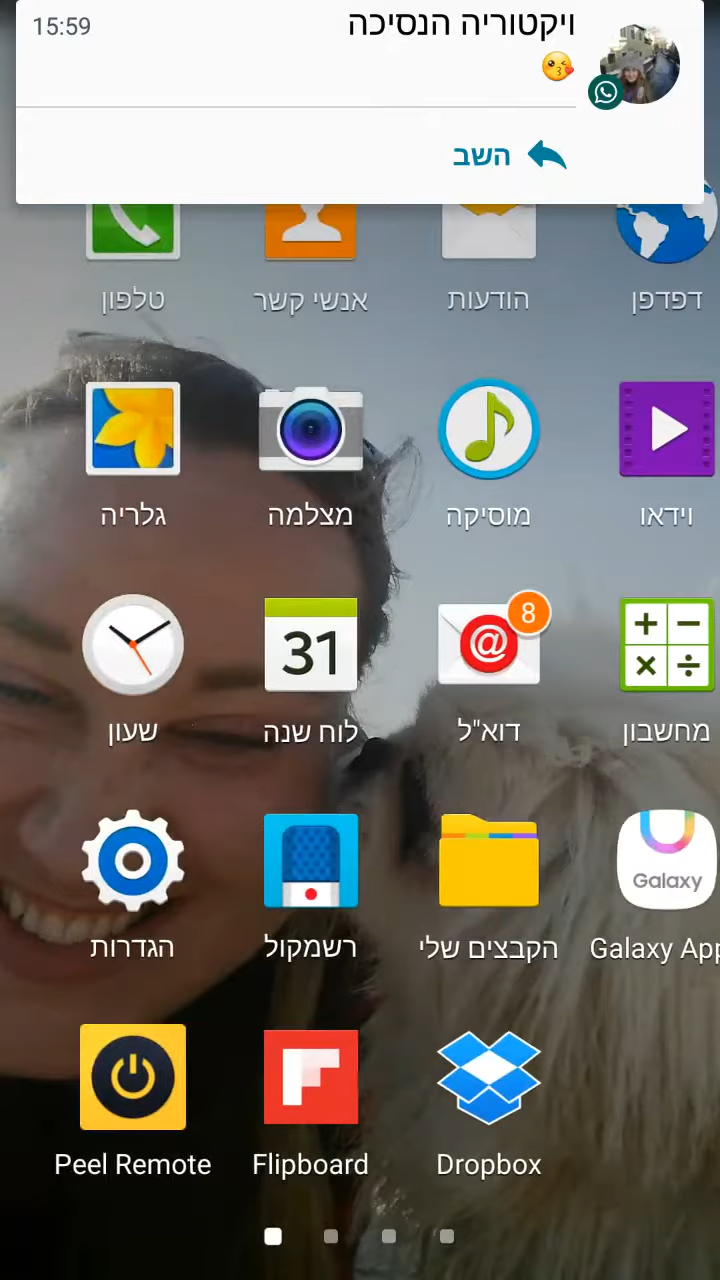 ויקטוריה הנסיכה 15:59
😘
השב
טלפון אנשי קשר הודעות דפדפן
גלריה מצלמה מוסיקה וידאו
31 @ 8 + − × ÷
שעון לוח שנה דוא"ל מחשבון
Galaxy
הגדרות רשמקול הקבצים שלי Galaxy App
Peel Remote Flipboard Dropbox